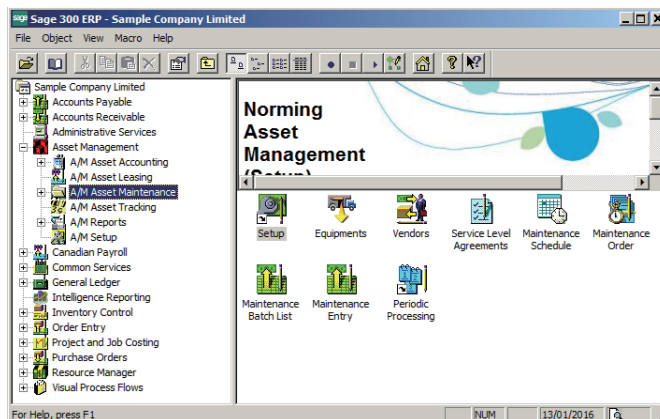 sage Sage 300 ERP - Sample Company Limited
File Object View Macro Help
Sample Company Limited
Accounts Payable
Accounts Receivable
Administrative Services
Asset Management
A/M Asset Accounting
A/M Asset Leasing
A/M Asset Maintenance
A/M Asset Tracking
A/M Reports
A/M Setup
Canadian Payroll
Common Services
General Ledger
Intelligence Reporting
Inventory Control
Order Entry
Project and Job Costing
Purchase Orders
Resource Manager
Visual Process Flows
Norming
Asset
Management
(Setup)
Setup
Equipments
Vendors
Service Level
Agreements
Maintenance
Schedule
Maintenance
Order
Maintenance
Batch List
Maintenance
Entry
Periodic
Processing
For Help, press F1
NUM
13/01/2016